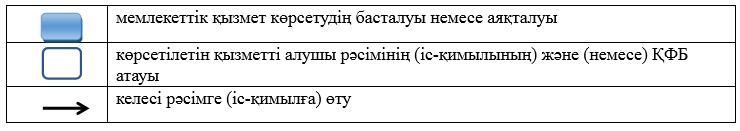 мемлекеттік қызмет көрсетудің басталуы немесе аяқталуы
көрсетілетін қызметті алушы рәсімінің (іс-қимылының) және (немесе) ҚФБ
атауы
келесі рәсімге (іс-қимылға) өту